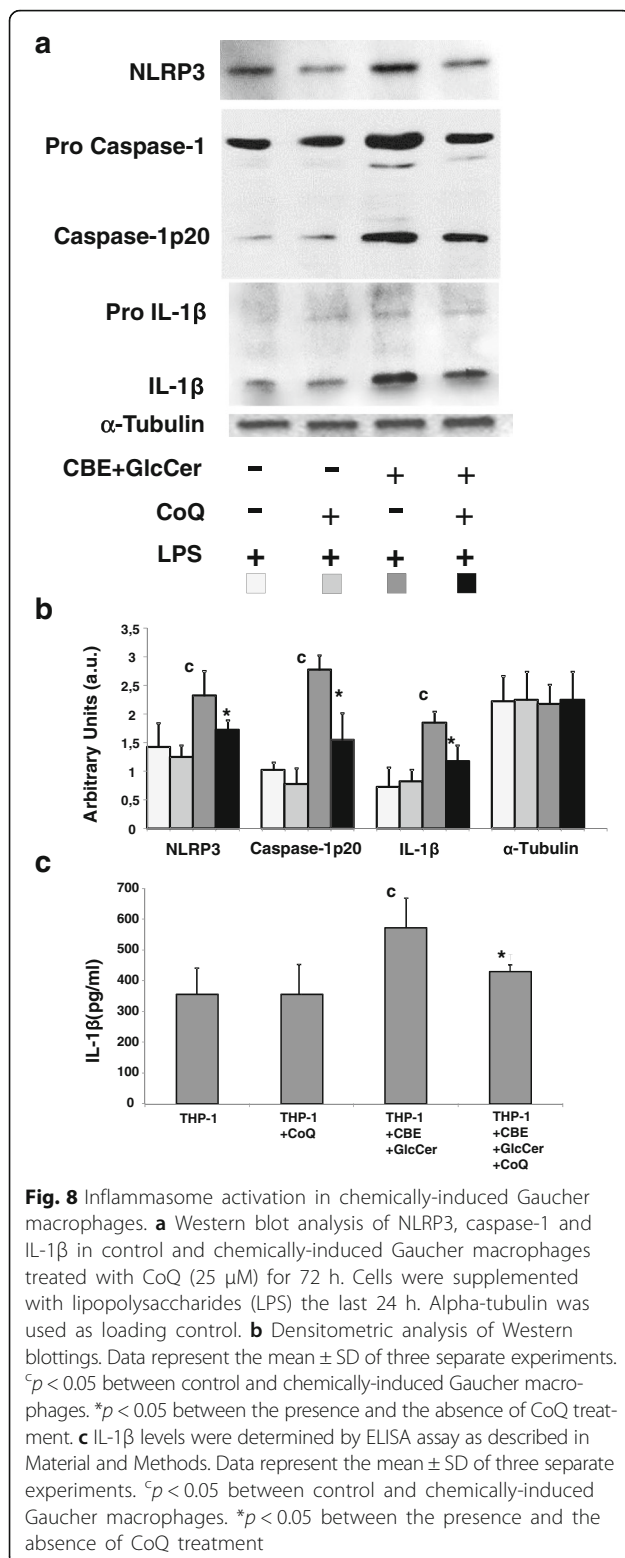 a
NLRP3
Pro Caspase-1
Caspase-1p20
Pro IL-1β
IL-1β
α-Tubulin
CBE+GlcCer - - + +
CoQ - + - +
LPS + + + +
b
Arbitrary Units (a.u.)
3,5
3
2,5
2
1,5
1
0,5
0
c * c * c *
NLRP3 Caspase-1p20 IL-1β α-Tubulin
c
IL-1β(pg/ml)
700
600
500
400
300
200
100
0
c
*
THP-1 THP-1 THP-1 THP-1
+CoQ +CBE +CBE
+GlcCer +GlcCer
+CoQ
Fig. 8 Inflammasome activation in chemically-induced Gaucher
macrophages. a Western blot analysis of NLRP3, caspase-1 and
IL-1β in control and chemically-induced Gaucher macrophages
treated with CoQ (25 μM) for 72 h. Cells were supplemented
with lipopolysaccharides (LPS) the last 24 h. Alpha-tubulin was
used as loading control. b Densitometric analysis of Western
blottings. Data represent the mean ± SD of three separate experiments.
ᶜp < 0.05 between control and chemically-induced Gaucher macro-
phages. *p < 0.05 between the presence and the absence of CoQ treat-
ment. c IL-1β levels were determined by ELISA assay as described in
Material and Methods. Data represent the mean ± SD of three separate
experiments. ᶜp < 0.05 between control and chemically-induced
Gaucher macrophages. *p < 0.05 between the presence and the
absence of CoQ treatment